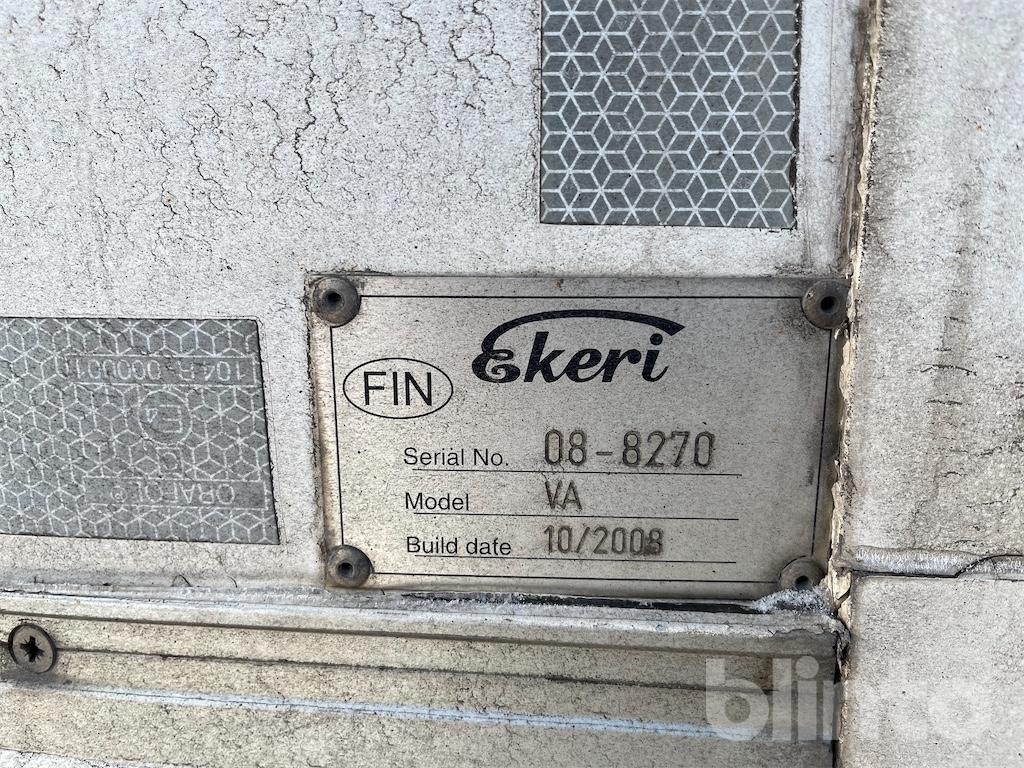 Ekeri
FIN
Serial No. 08-8270
Model VA
Build date 10/2008
ORAFOL®
blinto